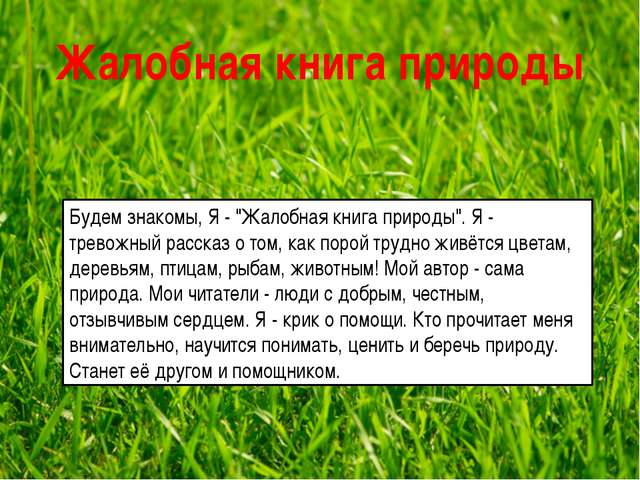 Жалобная книга природы
Будем знакомы, Я - "Жалобная книга природы". Я -
тревожный рассказ о том, как порой трудно живётся цветам,
деревьям, птицам, рыбам, животным! Мой автор - сама
природа. Мои читатели - люди с добрым, честным,
отзывчивым сердцем. Я - крик о помощи. Кто прочитает меня
внимательно, научится понимать, ценить и беречь природу.
Станет её другом и помощником.